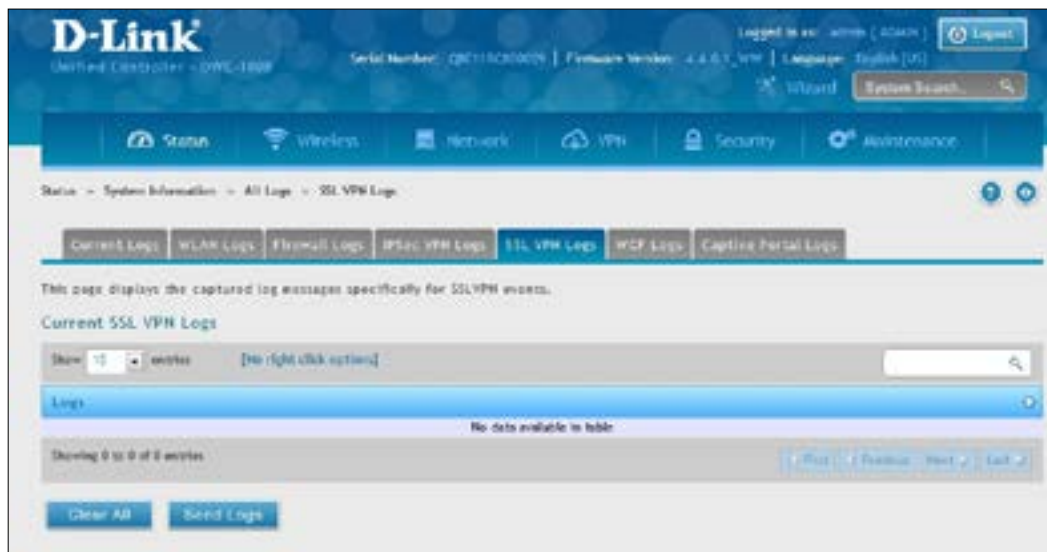 D-Link
Logged in as: admin ( ADMIN )
Logout
Unified Controller - DWC-1000
Serial Number: | Firmware Version: | Language: English [US]
Wizard
System Search...
Status
Wireless
Network
VPN
Security
Maintenance
Status » System Information » All Logs » SSL VPN Logs
Current Logs
WLAN Logs
Firewall Logs
IPSec VPN Logs
SSL VPN Logs
WCF Logs
Captive Portal Logs
This page displays the captured log messages specifically for SSLVPN events.
Current SSL VPN Logs
Show 10 entries
[No right click options]
Logs
No data available in table
Showing 0 to 0 of 0 entries
First
Previous
Next
Last
Clear All
Send Logs